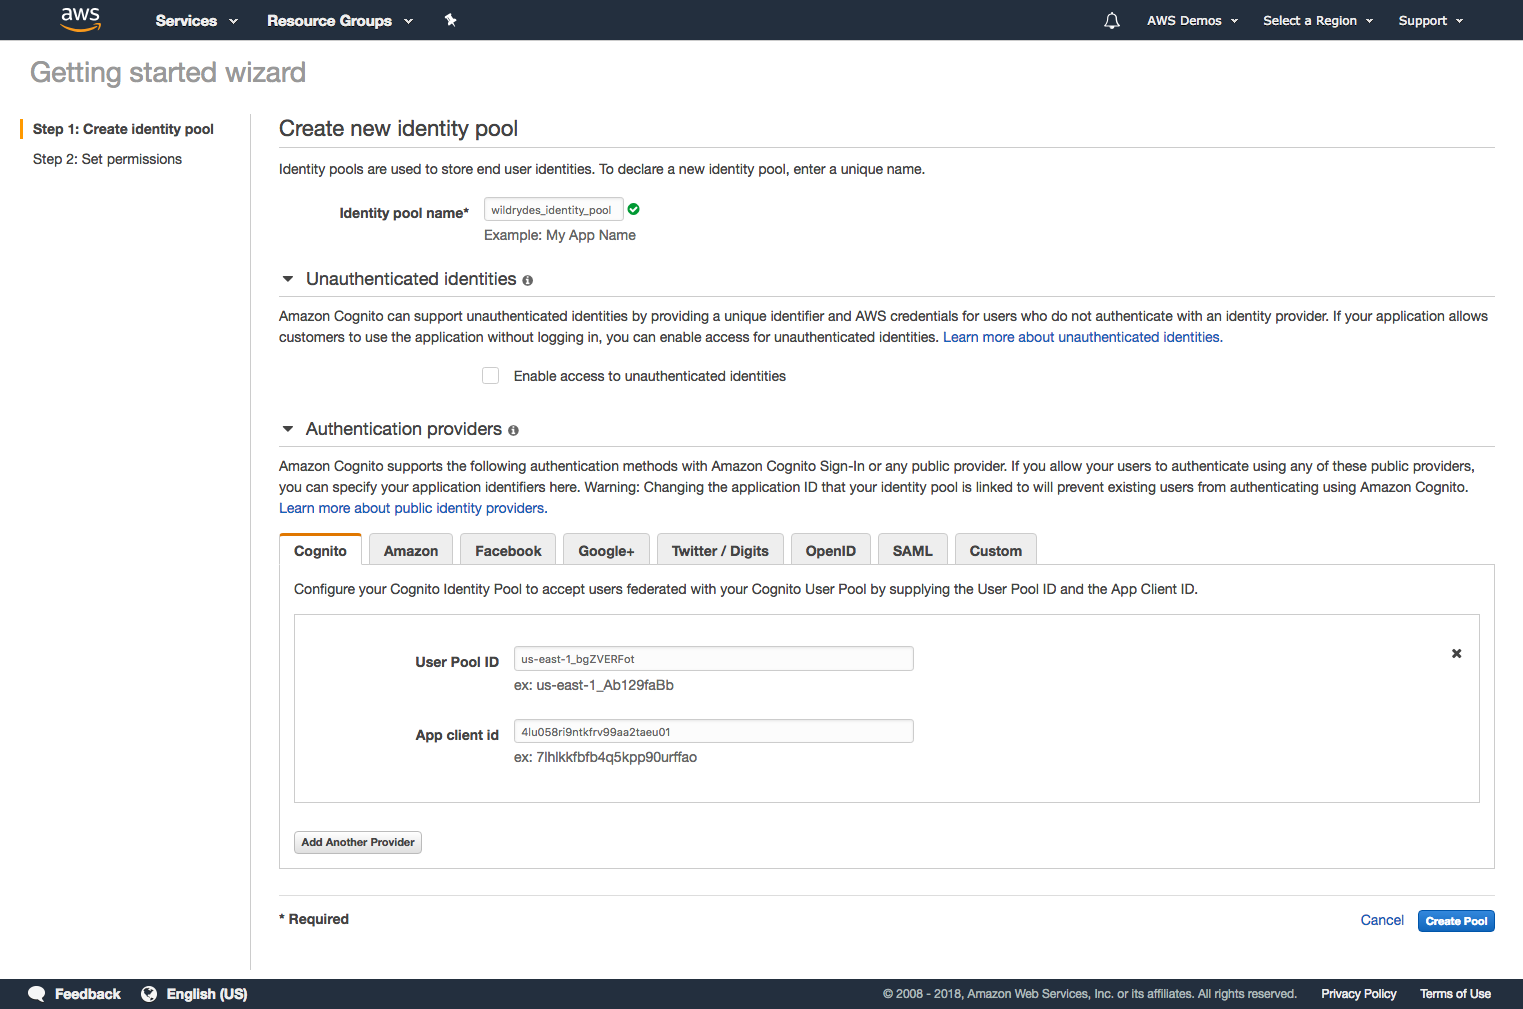 aws Services Resource Groups AWS Demos Select a Region Support
Getting started wizard
Step 1: Create identity pool
Step 2: Set permissions
Create new identity pool
Identity pools are used to store end user identities. To declare a new identity pool, enter a unique name.
Identity pool name* wildrydes_identity_pool
Example: My App Name
Unauthenticated identities
Amazon Cognito can support unauthenticated identities by providing a unique identifier and AWS credentials for users who do not authenticate with an identity provider. If your application allows
customers to use the application without logging in, you can enable access for unauthenticated identities. Learn more about unauthenticated identities.
Enable access to unauthenticated identities
Authentication providers
Amazon Cognito supports the following authentication methods with Amazon Cognito Sign-In or any public provider. If you allow your users to authenticate using any of these public providers,
you can specify your application identifiers here. Warning: Changing the application ID that your identity pool is linked to will prevent existing users from authenticating using Amazon Cognito.
Learn more about public identity providers.
Cognito Amazon Facebook Google+ Twitter / Digits OpenID SAML Custom
Configure your Cognito Identity Pool to accept users federated with your Cognito User Pool by supplying the User Pool ID and the App Client ID.
User Pool ID us-east-1_bgZVERFot
ex: us-east-1_Ab129faBb
App client id 4lu058ri9ntkfrv99aa2taeu01
ex: 7lhlkkfbfb4q5kpp90urffao
Add Another Provider
* Required
Cancel Create Pool
Feedback English (US) © 2008 - 2018, Amazon Web Services, Inc. or its affiliates. All rights reserved. Privacy Policy Terms of Use